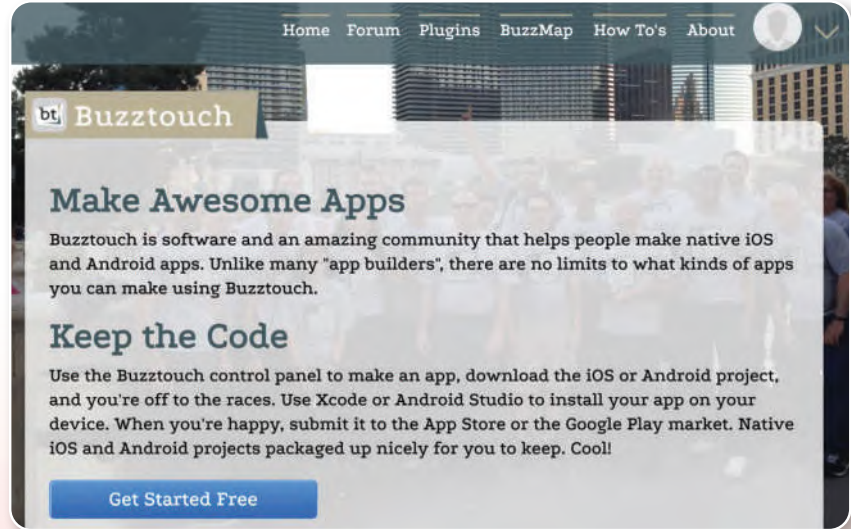 Home Forum Plugins BuzzMap How To's About
bt Buzztouch
Make Awesome Apps
Buzztouch is software and an amazing community that helps people make native iOS
and Android apps. Unlike many "app builders", there are no limits to what kinds of apps
you can make using Buzztouch.
Keep the Code
Use the Buzztouch control panel to make an app, download the iOS or Android project,
and you're off to the races. Use Xcode or Android Studio to install your app on your
device. When you're happy, submit it to the App Store or the Google Play market. Native
iOS and Android projects packaged up nicely for you to keep. Cool!
Get Started Free